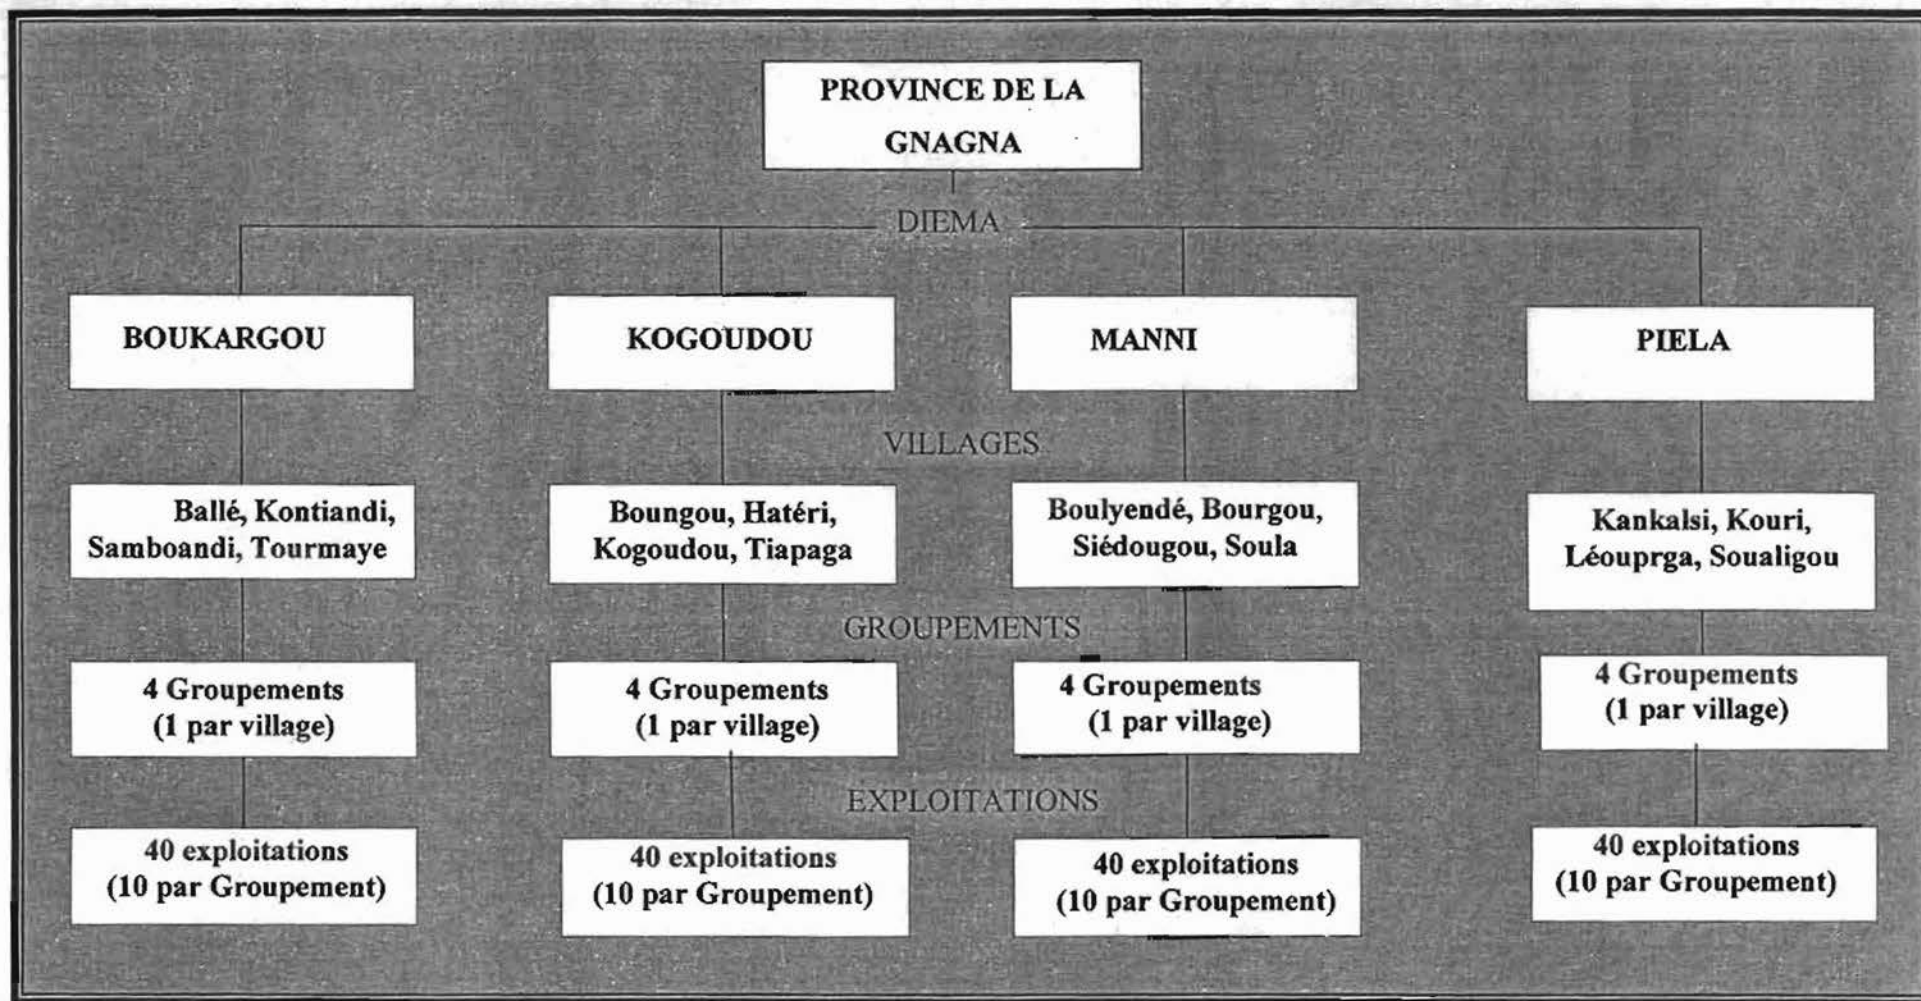 PROVINCE DE LA
GNAGNA
DIEMA
BOUKARGOU
KOGOUDOU
MANNI
PIELA
VILLAGES
Ballé, Kontiandi,
Samboandi, Tourmaye
Boungou, Hatéri,
Kogoudou, Tiapaga
Boulyendé, Bourgou,
Siédougou, Soula
Kankalsi, Kouri,
Léouprga, Soualigou
GROUPEMENTS
4 Groupements
(1 par village)
4 Groupements
(1 par village)
4 Groupements
(1 par village)
4 Groupements
(1 par village)
EXPLOITATIONS
40 exploitations
(10 par Groupement)
40 exploitations
(10 par Groupement)
40 exploitations
(10 par Groupement)
40 exploitations
(10 par Groupement)